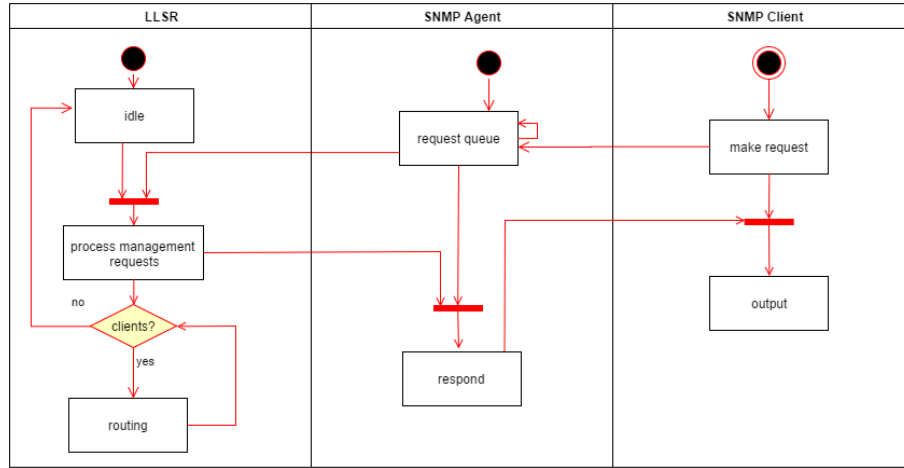 LLSR
SNMP Agent
SNMP Client
idle
request queue
make request
process management
requests
no
clients?
output
yes
respond
routing